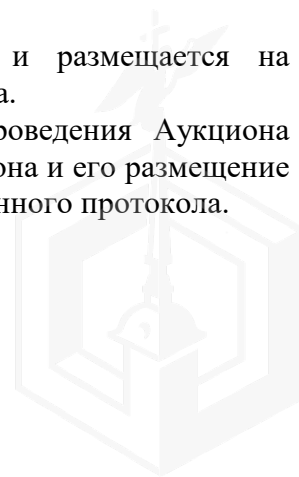 и размещается на
а.
роведения Аукциона
она и его размещение
нного протокола.